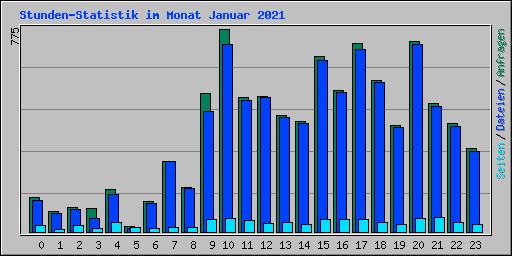 Stunden-Statistik im Monat Januar 2021
775
Seiten / Dateien / Anfragen
0 1 2 3 4 5 6 7 8 9 10 11 12 13 14 15 16 17 18 19 20 21 22 23